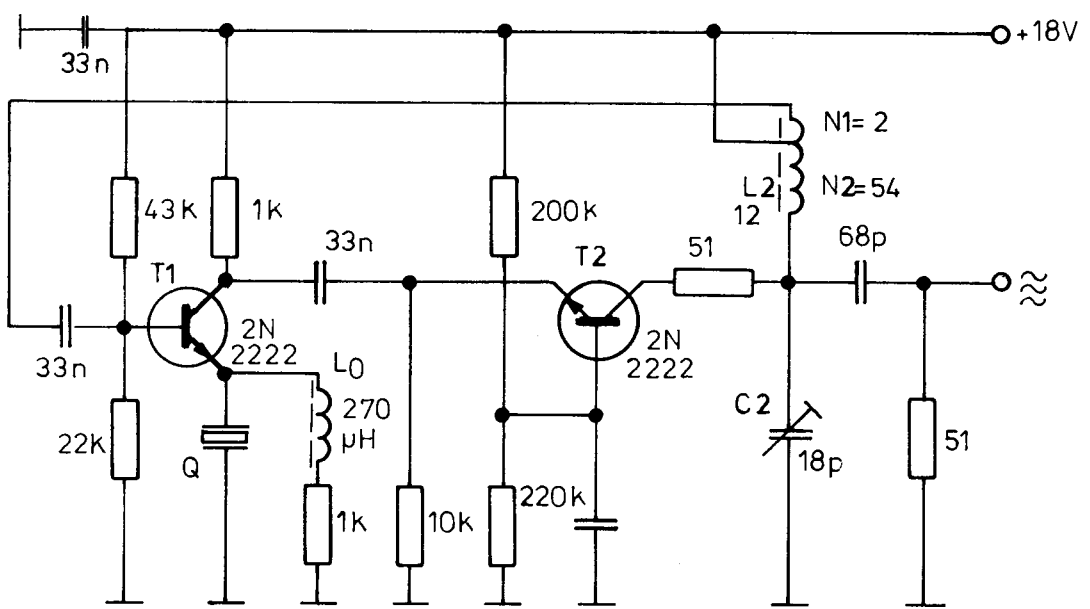 +18V
33n
N1= 2
N2=54
L2
12
43k
1k
200k
33n
51
68p
T1
T2
2N
2222
2N
2222
33n
LO
270
µH
22k
Q
1k
10k
220k
C2
18p
51
≈
≈